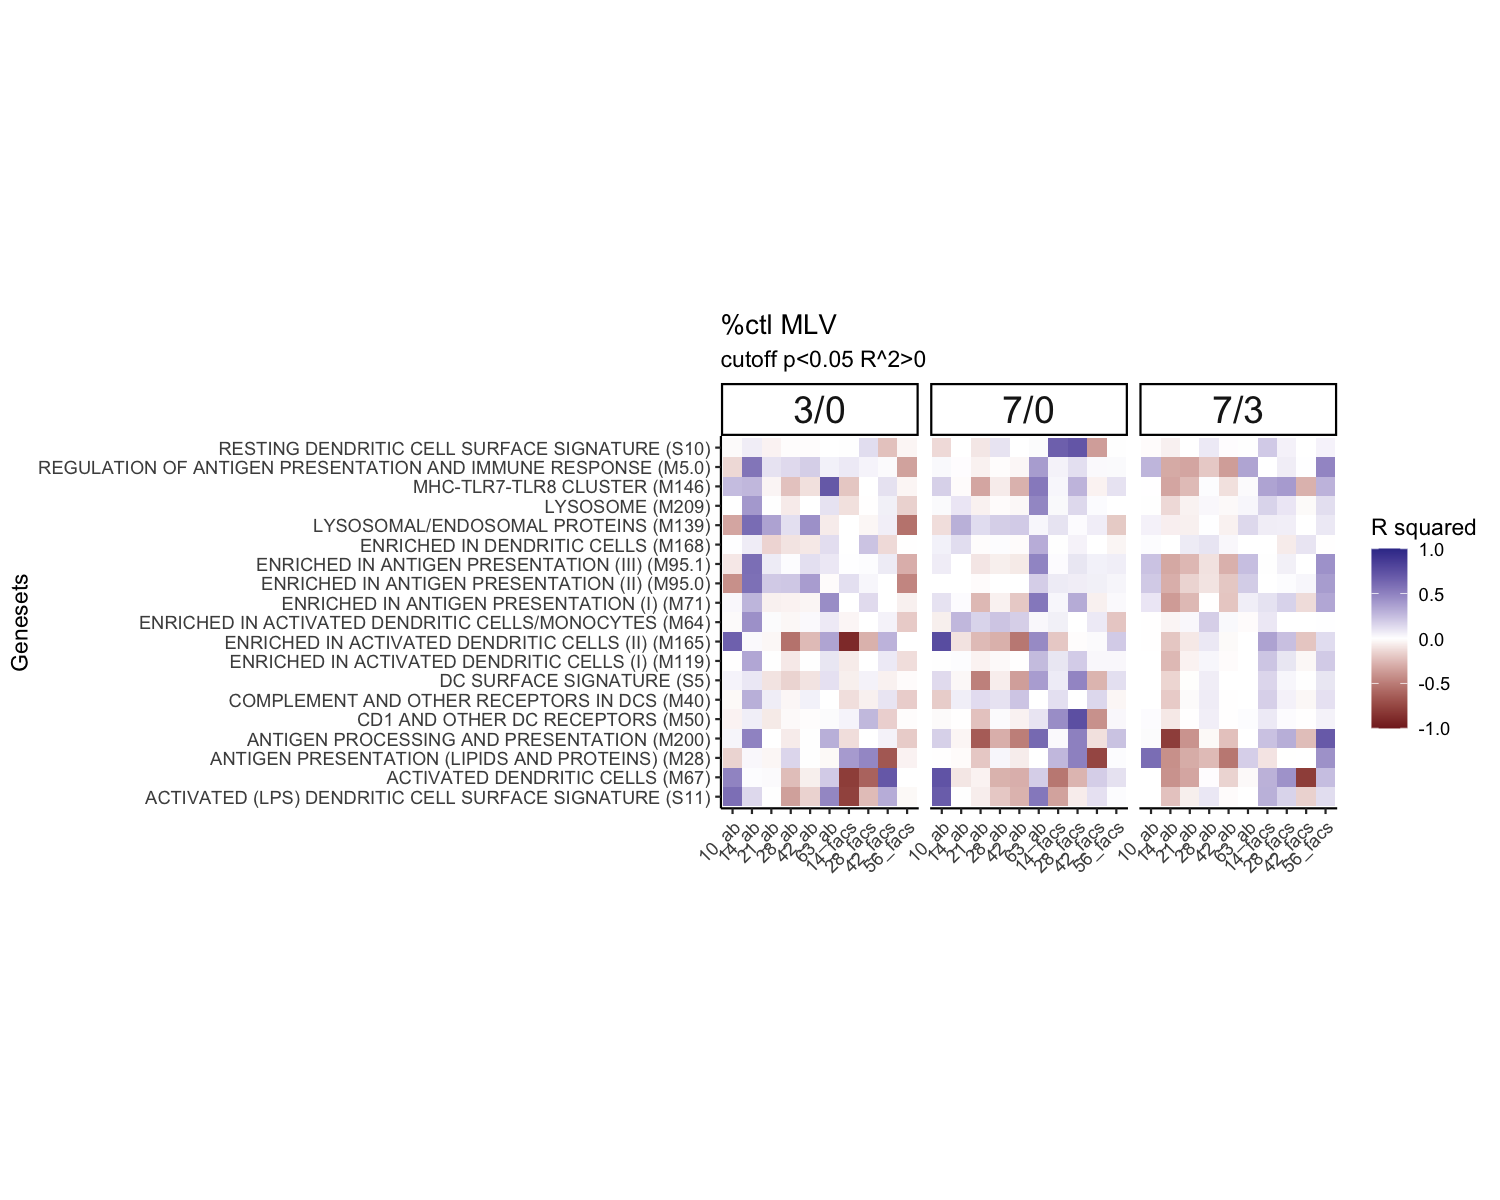 %ctl MLV
cutoff p<0.05 R^2>0
3/0 7/0 7/3
RESTING DENDRITIC CELL SURFACE SIGNATURE (S10)
REGULATION OF ANTIGEN PRESENTATION AND IMMUNE RESPONSE (M5.0)
MHC-TLR7-TLR8 CLUSTER (M146)
LYSOSOME (M209)
LYSOSOMAL/ENDOSOMAL PROTEINS (M139)
ENRICHED IN DENDRITIC CELLS (M168)
ENRICHED IN ANTIGEN PRESENTATION (III) (M95.1)
ENRICHED IN ANTIGEN PRESENTATION (II) (M95.0)
ENRICHED IN ANTIGEN PRESENTATION (I) (M71)
ENRICHED IN ACTIVATED DENDRITIC CELLS/MONOCYTES (M64)
ENRICHED IN ACTIVATED DENDRITIC CELLS (II) (M165)
ENRICHED IN ACTIVATED DENDRITIC CELLS (I) (M119)
DC SURFACE SIGNATURE (S5)
COMPLEMENT AND OTHER RECEPTORS IN DCS (M40)
CD1 AND OTHER DC RECEPTORS (M50)
ANTIGEN PROCESSING AND PRESENTATION (M200)
ANTIGEN PRESENTATION (LIPIDS AND PROTEINS) (M28)
ACTIVATED DENDRITIC CELLS (M67)
ACTIVATED (LPS) DENDRITIC CELL SURFACE SIGNATURE (S11)
Genesets
10_ab 14_ab 21_ab 28_ab 42_ab 63_ab 14_facs 28_facs 42_facs 56_facs
10_ab 14_ab 21_ab 28_ab 42_ab 63_ab 14_facs 28_facs 42_facs 56_facs
10_ab 14_ab 21_ab 28_ab 42_ab 63_ab 14_facs 28_facs 42_facs 56_facs
R squared
1.0
0.5
0.0
-0.5
-1.0